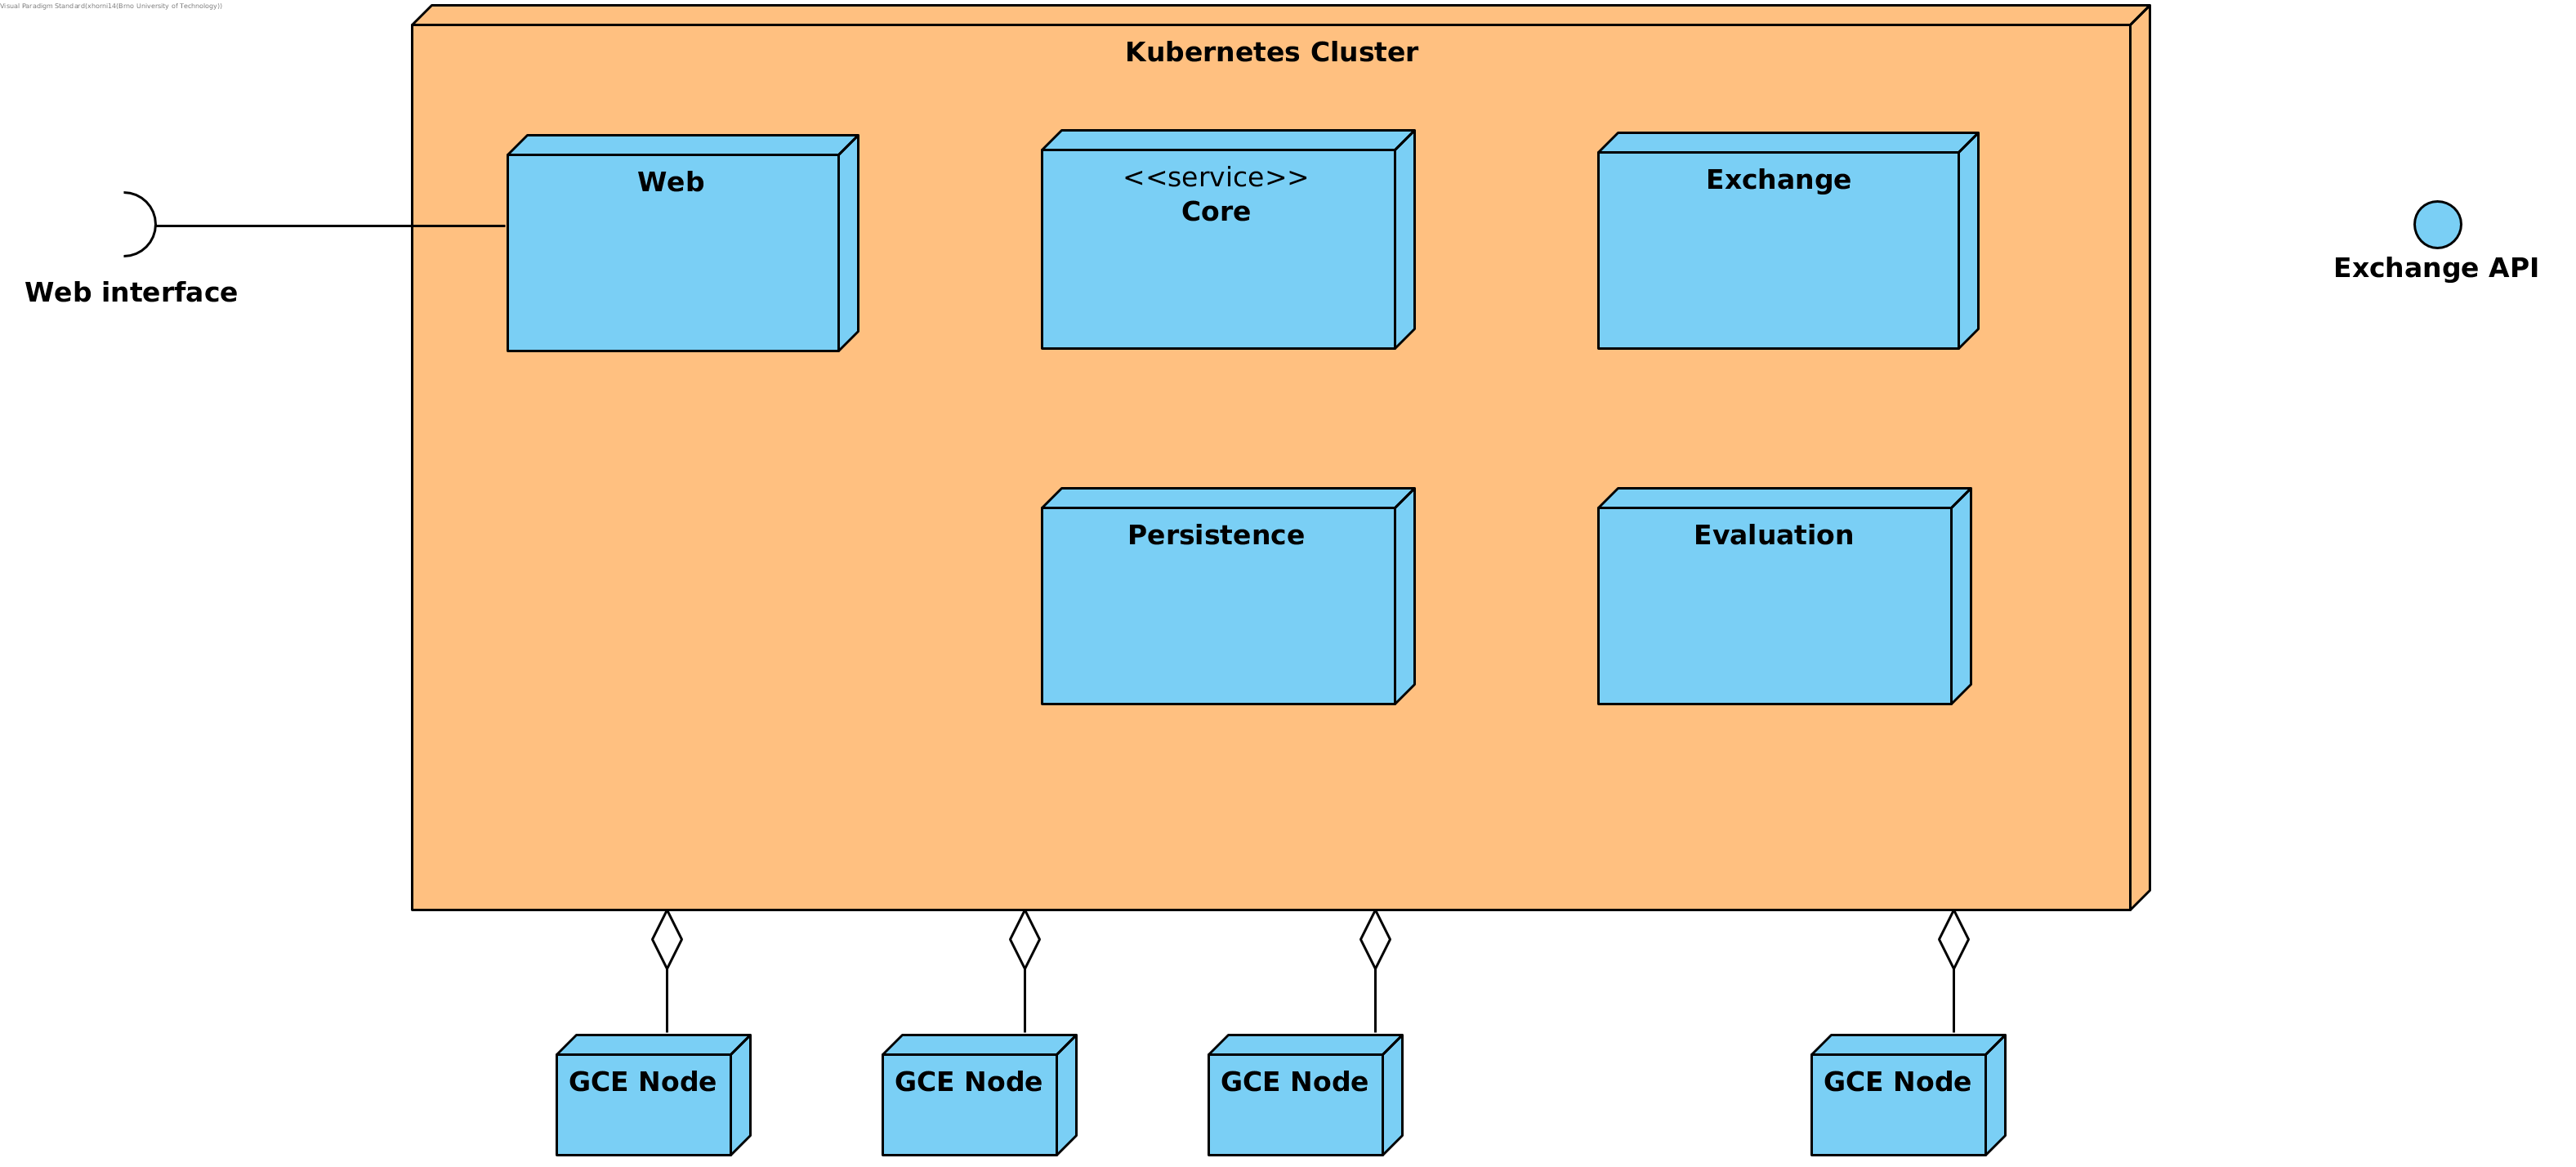 Visual Paradigm Standard(xhomi14(Brno University of Technology))
Kubernetes Cluster
Web
<<service>>
Core
Exchange
Web interface
Exchange API
Persistence
Evaluation
GCE Node
GCE Node
GCE Node
GCE Node